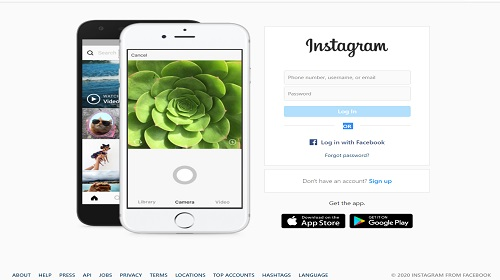 Search
WATCH
Video
Cancel
Library Camera Video
Instagram
Phone number, username, or email
Password
Log In
OR
Log in with Facebook
Forgot password?
Don't have an account? Sign up
Get the app.
Download on the
App Store
GET IT ON
Google Play
ABOUT HELP PRESS API JOBS PRIVACY TERMS LOCATIONS TOP ACCOUNTS HASHTAGS LANGUAGE
© 2020 INSTAGRAM FROM FACEBOOK